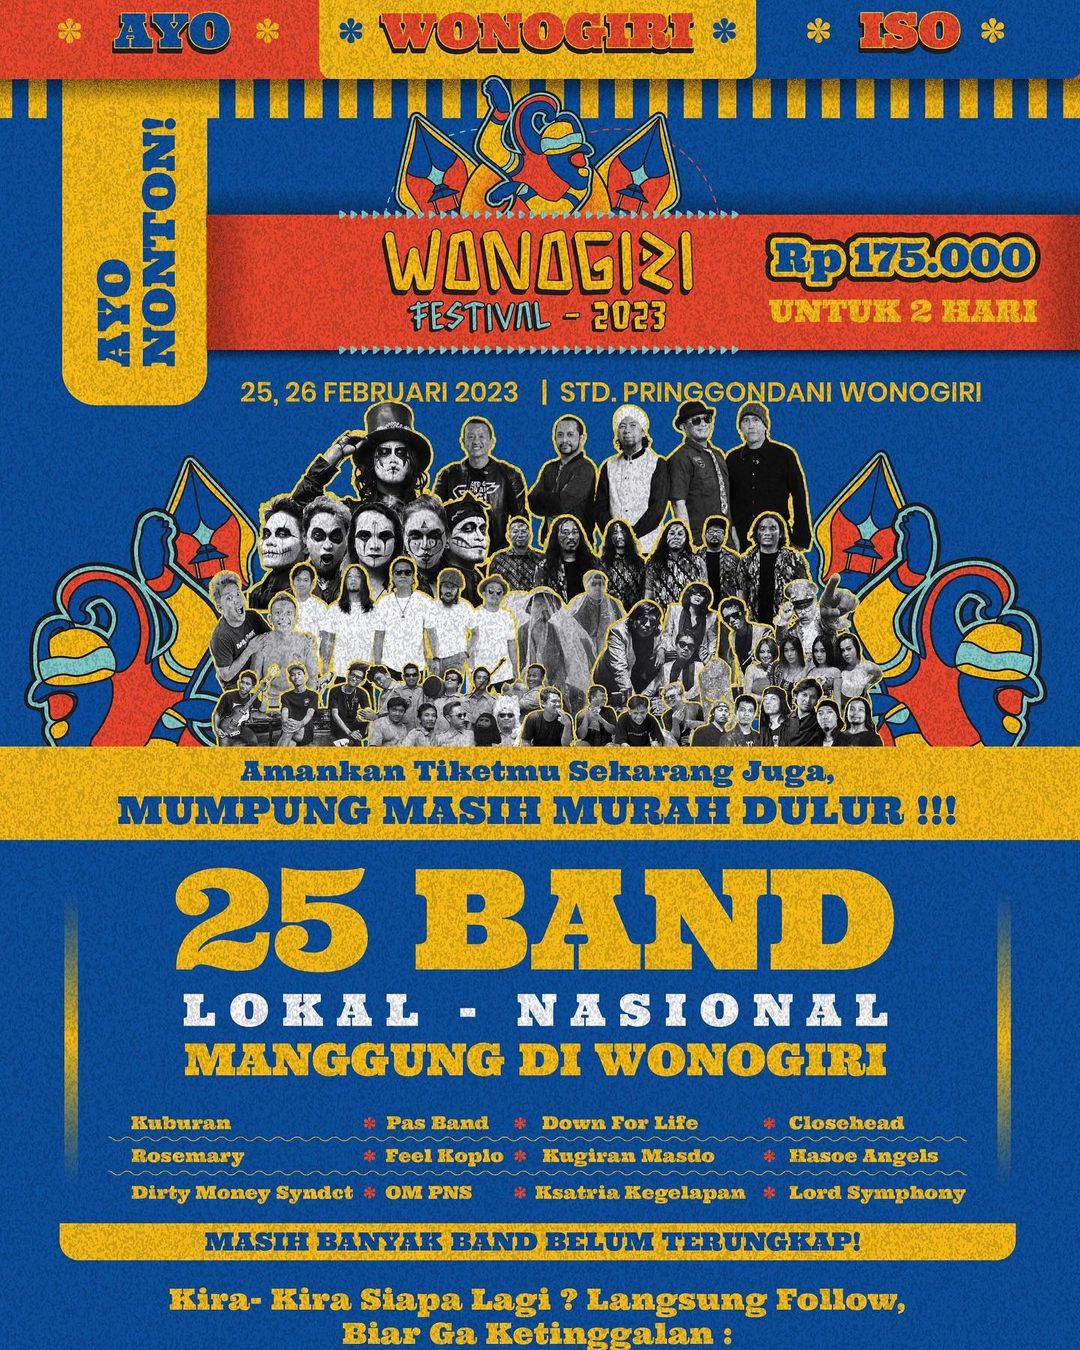 AYO WONOGIRI ISO
AYO
NONTON!
WONOGIRI
FESTIVAL - 2023
Rp 175.000
UNTUK 2 HARI
25, 26 FEBRUARI 2023 | STD. PRINGGONDANI WONOGIRI
Amankan Tiketmu Sekarang Juga,
MUMPUNG MASIH MURAH DULUR !!!
25 BAND
LOKAL - NASIONAL
MANGGUNG DI WONOGIRI
Kuburan * Pas Band * Down For Life * Closehead
Rosemary * Feel Koplo * Kugiran Masdo * Hasoe Angels
Dirty Money Syndct * OM PNS * Ksatria Kegelapan * Lord Symphony
MASIH BANYAK BAND BELUM TERUNGKAP!
Kira- Kira Siapa Lagi ? Langsung Follow,
Biar Ga Ketinggalan :